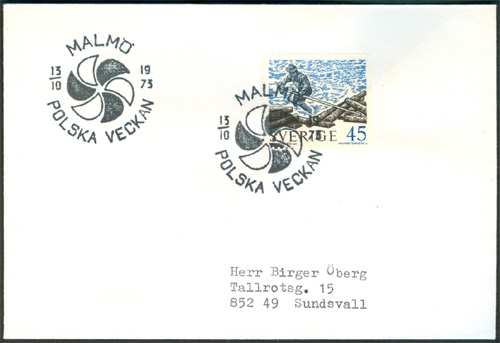 MALMÖ
13/10 1973
POLSKA VECKAN
MALMÖ
13/10 73
POLSKA VECKAN
SVERIGE 45
Herr Birger Öberg
Tallrotsg. 15
852 49 Sundsvall